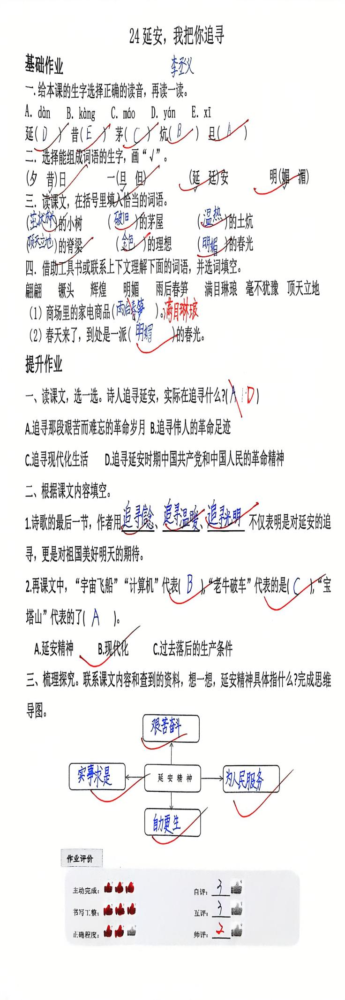 24 延安，我把你追寻
基础作业 李丞义
一．给本课的生字选择正确的读音，再读一读。
A. dàn B. kàng C. máo D. yán E. xī
延( D ) 昔( E ) 茅( C ) 炕( B ) 旦( A )
二．选择能组成词语的生字，画“√”。
(夕 昔)日 一(旦 但) (延 廷)安 明(媚 湄)
三．读课文，在括号里填入恰当的词语。
(茁壮成长)的小树 (破旧)的茅屋 (温热)的土炕
(顶天立地)的脊梁 (金色)的理想 (明媚)的春光
四．借助工具书或联系上下文理解下面的词语，并选词填空。
翩翩 镢头 辉煌 明媚 雨后春笋 满目琳琅 毫不犹豫 顶天立地
（1）商场里的家电商品(雨后春笋)。满目琳琅
（2）春天来了，到处是一派(明媚)的春光。
提升作业
一、读课文，选一选。诗人追寻延安，实际在追寻什么?( A D )
A.追寻那段艰苦而难忘的革命岁月 B.追寻伟人的革命足迹
C.追寻现代化生活 D.追寻延安时期中国共产党和中国人民的革命精神
二、根据课文内容填空。
1.诗歌的最后一节，作者用追寻信念、追寻温暖、追寻光明 不仅表明是对延安的追
寻，更是对祖国美好明天的期待。
2.再课文中，“宇宙飞船”“计算机”代表( B ),“老牛破车”代表的是( C ),“宝
塔山”代表的了( A )。
A.延安精神 B.现代化 C.过去落后的生产条件
三、梳理探究。联系课文内容和查到的资料，想一想，延安精神具体指什么?完成思维
导图。
艰苦奋斗
实事求是 延安精神 为人民服务
自力更生
作业评价
主动完成： 自评： 3
书写工整： 互评： 3
正确程度： 师评： 2